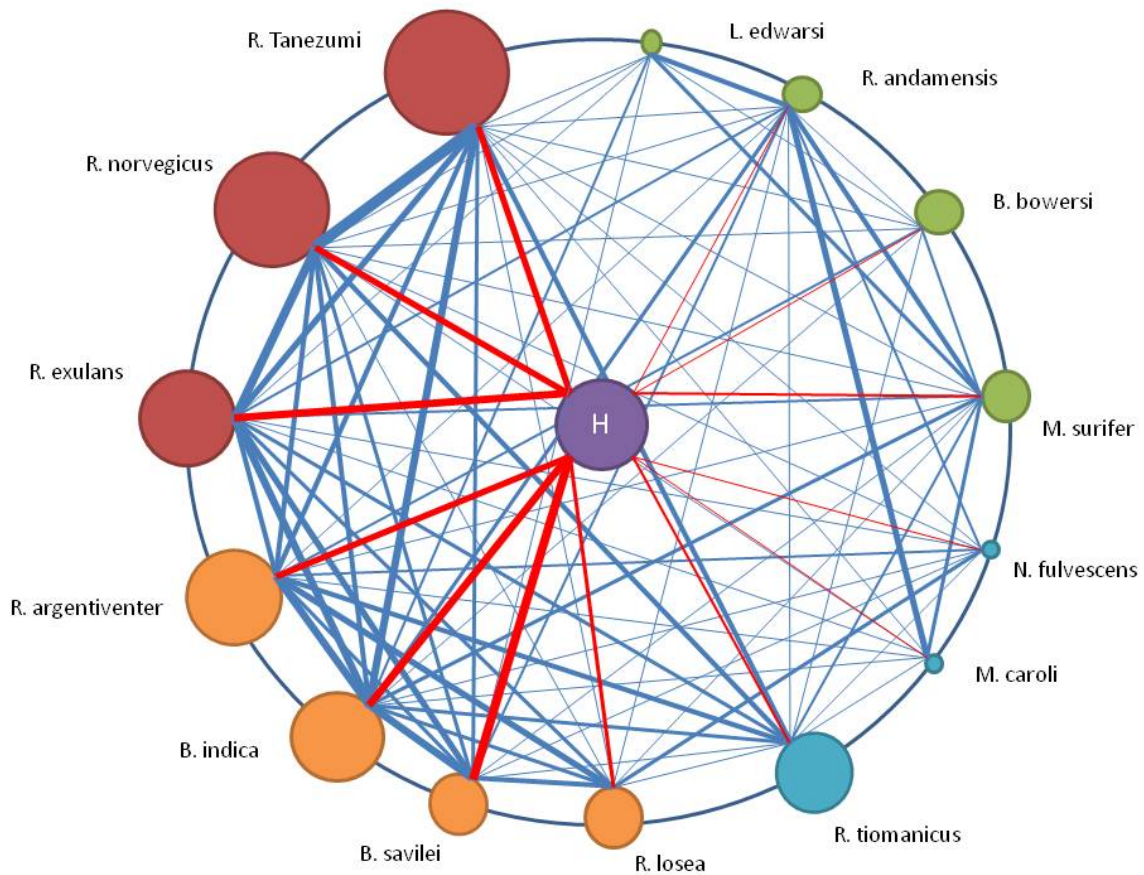 R. Tanezumi
L. edwarsi
R. andamensis
R. norvegicus
B. bowersi
R. exulans
H
M. surifer
N. fulvescens
R. argentiventer
M. caroli
B. indica
R. tiomanicus
B. savilei
R. losea